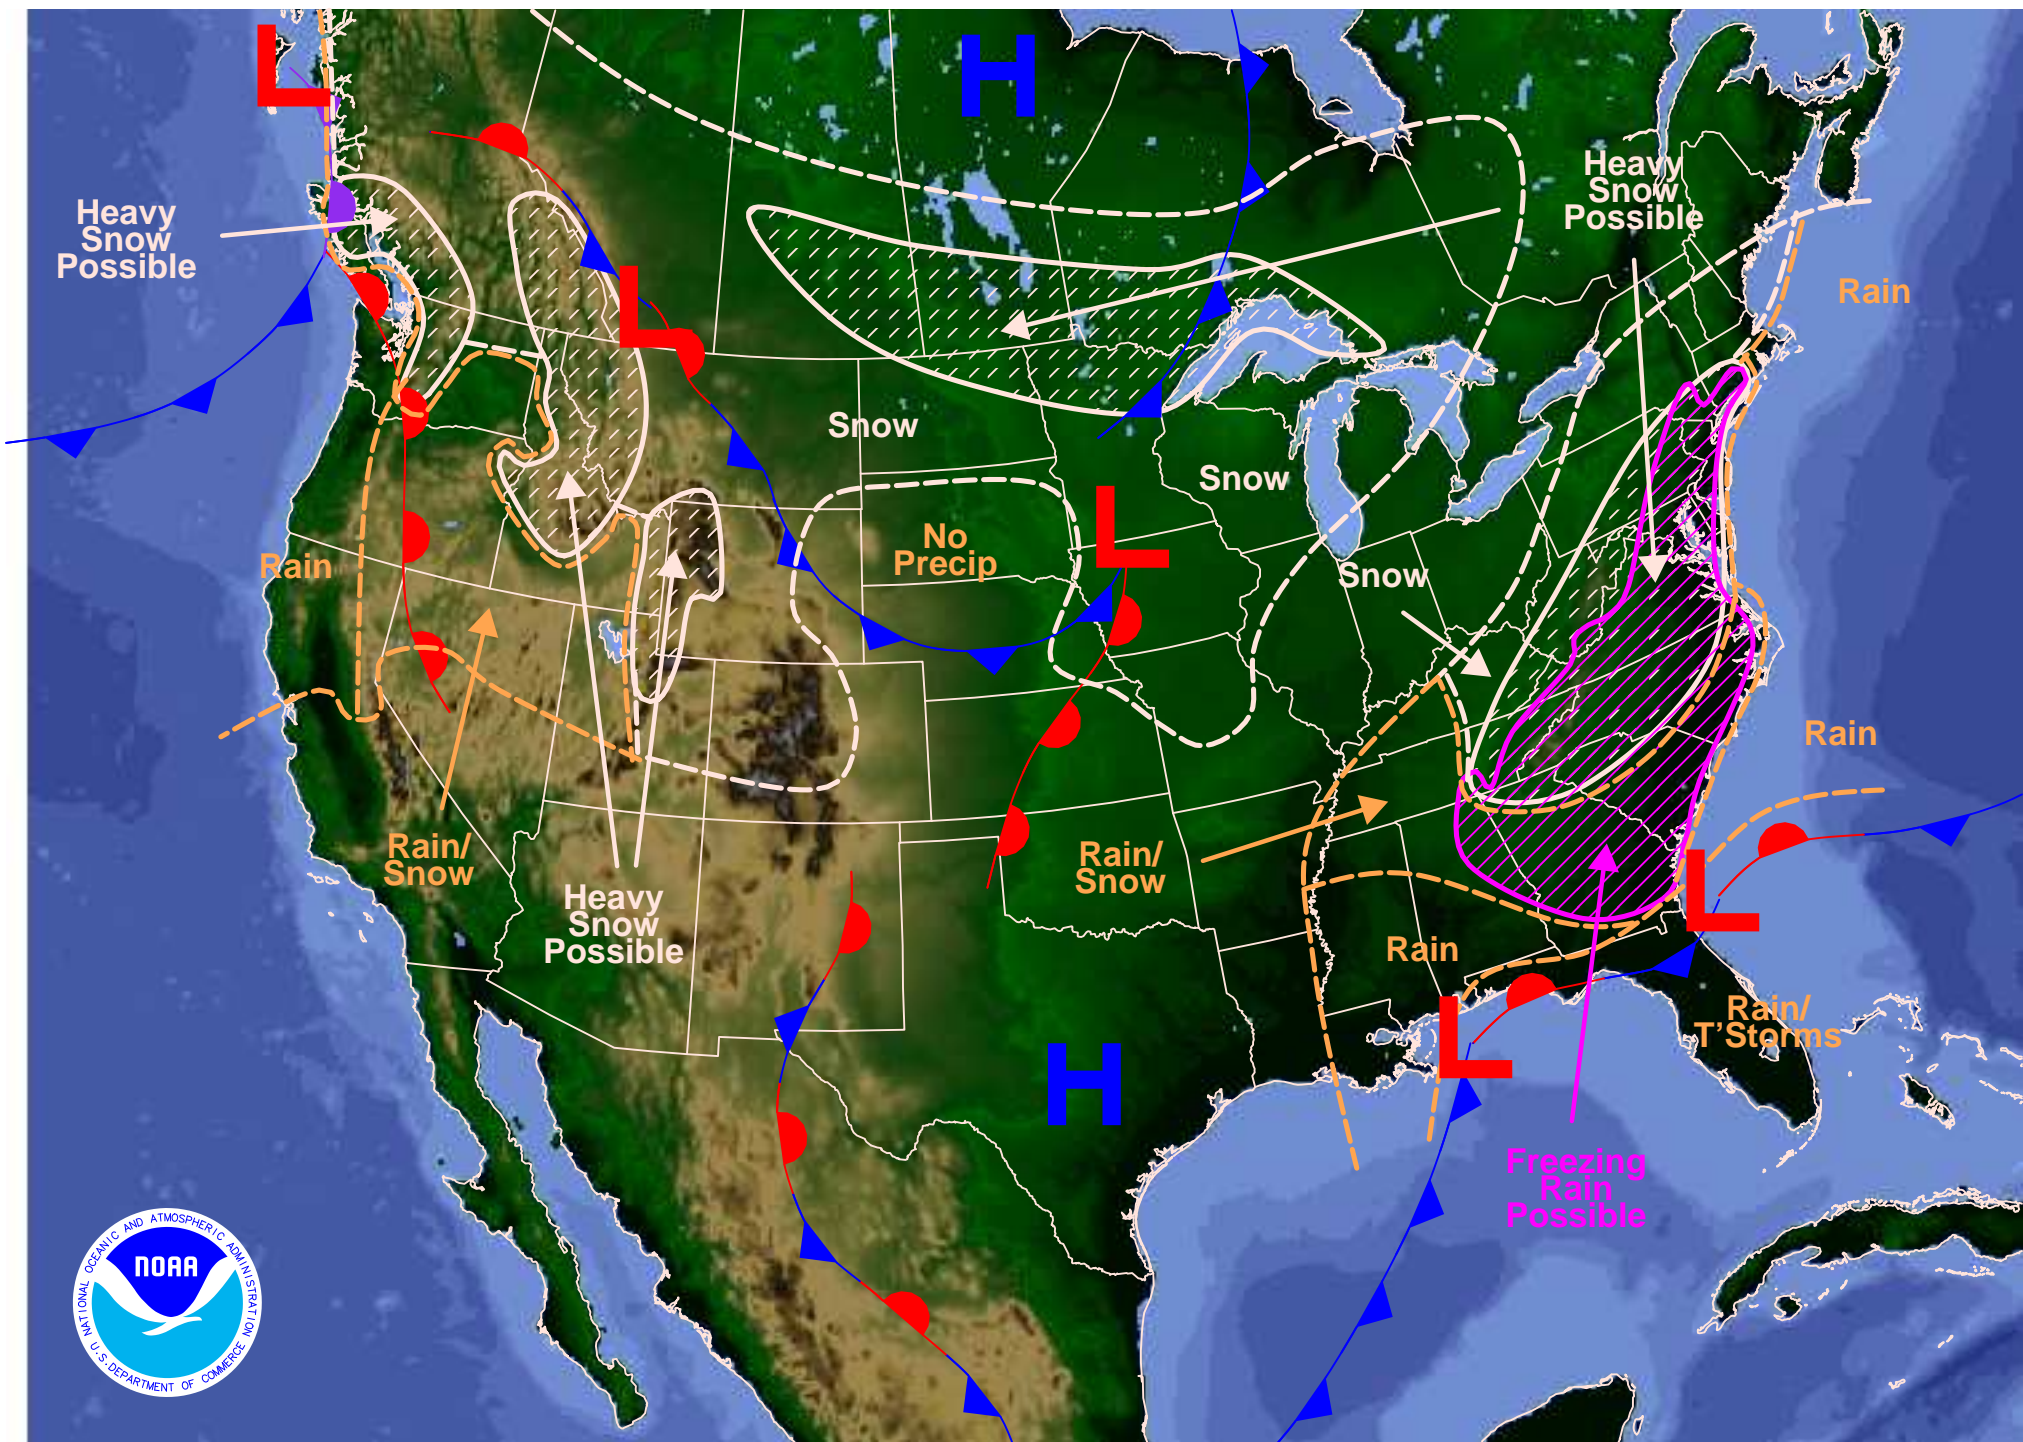 L
H
Heavy
Snow
Possible
Heavy
Snow
Possible
Rain
L
Snow
Snow
L
No
Precip
Snow
Rain
Rain
Rain/
Snow
Rain/
Snow
Heavy
Snow
Possible
L
Rain
L
Rain/
T'Storms
H
Freezing
Rain
Possible
NATIONAL OCEANIC AND ATMOSPHERIC ADMINISTRATION
NOAA
U.S. DEPARTMENT OF COMMERCE